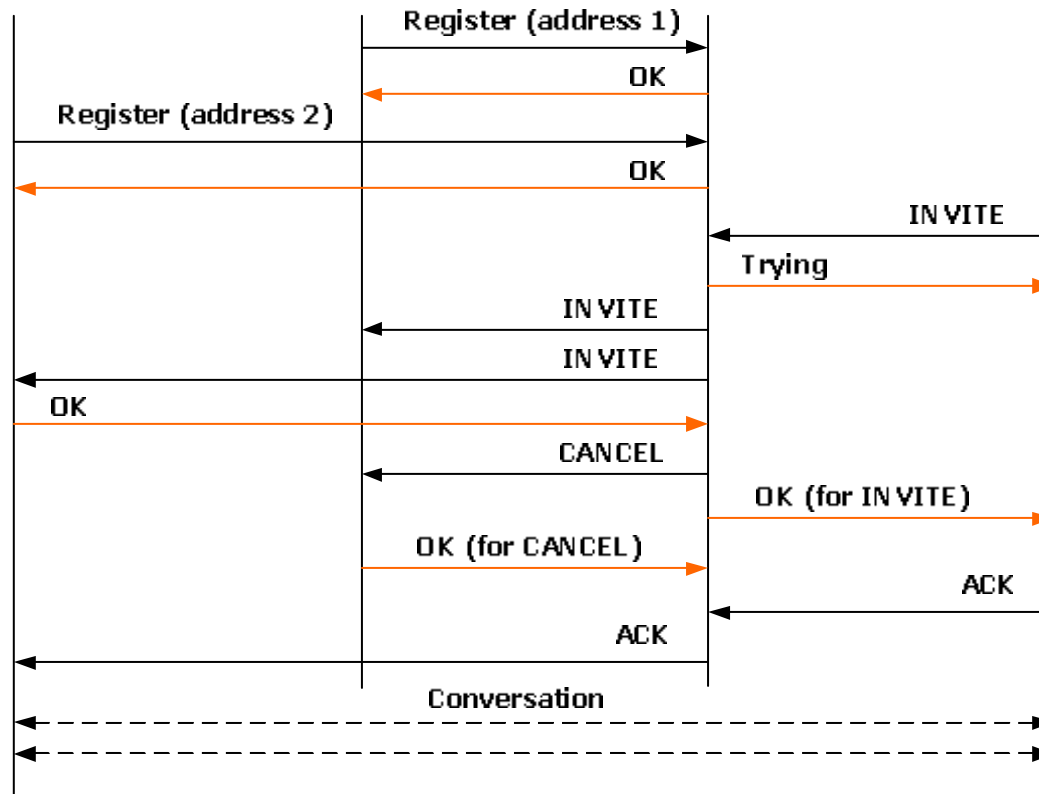 Register (address 1)
OK
Register (address 2)
OK
INVITE
Trying
INVITE
INVITE
OK
CANCEL
OK (for INVITE)
OK (for CANCEL)
ACK
ACK
Conversation